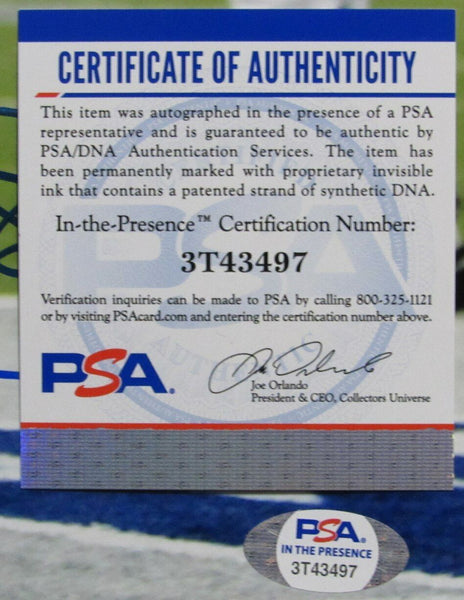 CERTIFICATE OF AUTHENTICITY
This item was autographed in the presence of a PSA
representative and is guaranteed to be authentic by
PSA/DNA Authentication Services. The item has
been permanently marked with proprietary invisible
ink that contains a patented strand of synthetic DNA.
In-the-Presence™ Certification Number:
3T43497
Verification inquiries can be made to PSA by calling 800-325-1121
or by visiting PSAcard.com and entering the certification number above.
PSA.
Joe Orlando
President & CEO, Collectors Universe
PSA
IN THE PRESENCE
3T43497